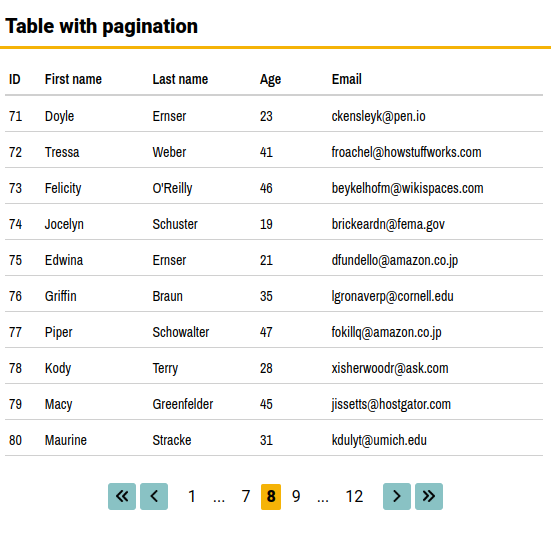 Table with pagination
ID First name Last name Age Email
71 Doyle Ernser 23 ckensleyk@pen.io
72 Tressa Weber 41 froachel@howstuffworks.com
73 Felicity O'Reilly 46 beykelhofm@wikispaces.com
74 Jocelyn Schuster 19 brickeardn@fema.gov
75 Edwina Ernser 21 dfundello@amazon.co.jp
76 Griffin Braun 35 lgronaverp@cornell.edu
77 Piper Schowalter 47 fokillq@amazon.co.jp
78 Kody Terry 28 xisherwoodr@ask.com
79 Macy Greenfelder 45 jissetts@hostgator.com
80 Maurine Stracke 31 kdulyt@umich.edu
1 ... 7 8 9 ... 12